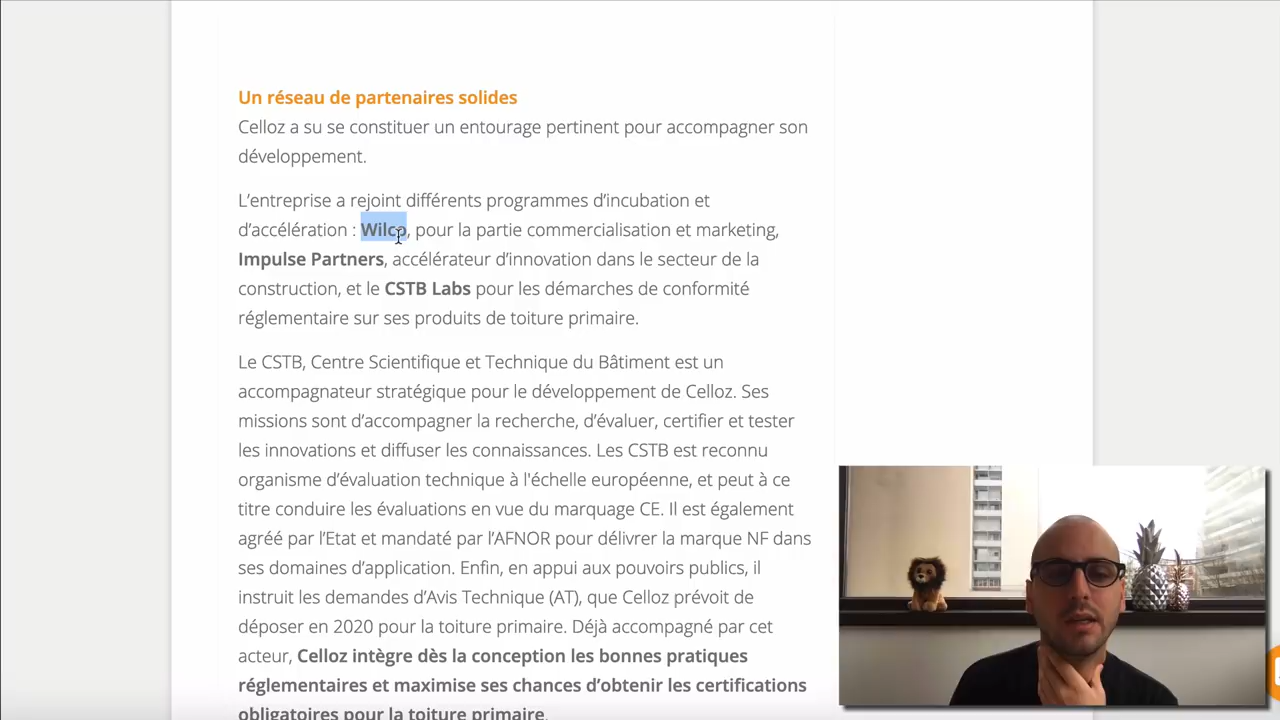 Un réseau de partenaires solides
Celloz a su se constituer un entourage pertinent pour accompagner son
développement.
L’entreprise a rejoint différents programmes d’incubation et
d’accélération : Wilco, pour la partie commercialisation et marketing,
Impulse Partners, accélérateur d’innovation dans le secteur de la
construction, et le CSTB Labs pour les démarches de conformité
réglementaire sur ses produits de toiture primaire.
Le CSTB, Centre Scientifique et Technique du Bâtiment est un
accompagnateur stratégique pour le développement de Celloz. Ses
missions sont d’accompagner la recherche, d’évaluer, certifier et tester
les innovations et diffuser les connaissances. Les CSTB est reconnu
organisme d’évaluation technique à l'échelle européenne, et peut à ce
titre conduire les évaluations en vue du marquage CE. Il est également
agréé par l’Etat et mandaté par l’AFNOR pour délivrer la marque NF dans
ses domaines d’application. Enfin, en appui aux pouvoirs publics, il
instruit les demandes d’Avis Technique (AT), que Celloz prévoit de
déposer en 2020 pour la toiture primaire. Déjà accompagné par cet
acteur, Celloz intègre dès la conception les bonnes pratiques
réglementaires et maximise ses chances d’obtenir les certifications
obligatoires pour la toiture primaire.